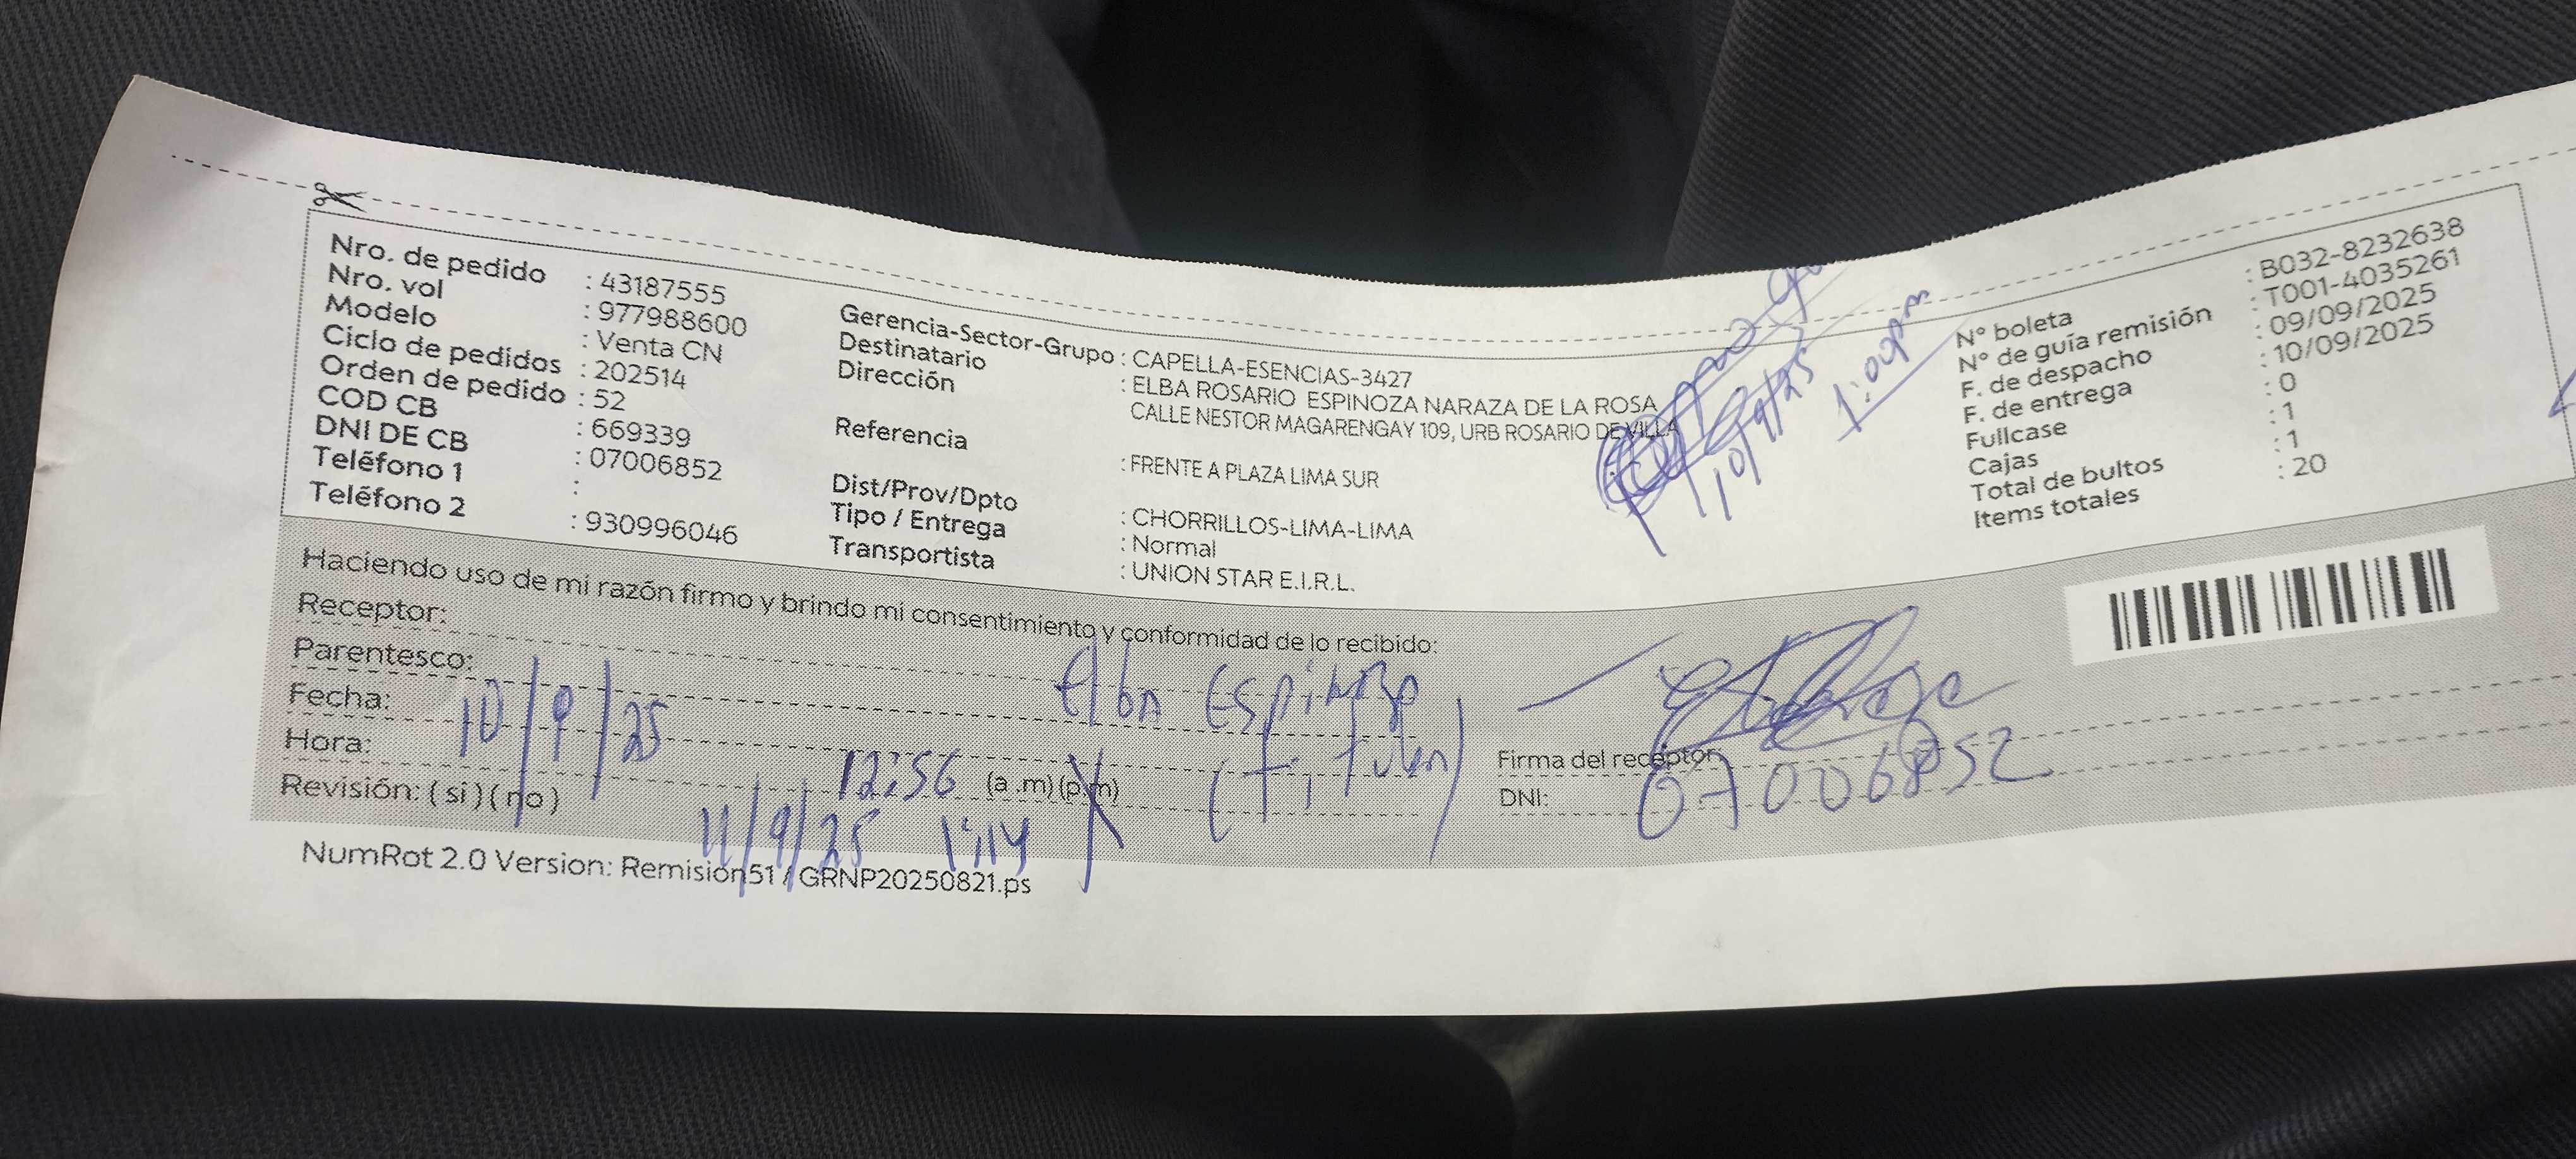 Nro. de pedido : 43187555
Nro. vol : 977988600
Modelo : Venta CN
Ciclo de pedidos : 202514
Orden de pedido : 52
COD CB : 669339
DNI DE CB : 07006852
Teléfono 1 :
Teléfono 2 : 930996046
Gerencia-Sector-Grupo : CAPELLA-ESENCIAS-3427
Destinatario : ELBA ROSARIO ESPINOZA NARAZA DE LA ROSA
Dirección CALLE NESTOR MAGARENGAY 109, URB ROSARIO DE VILLA
Referencia : FRENTE A PLAZA LIMA SUR
Dist/Prov/Dpto : CHORRILLOS-LIMA-LIMA
Tipo / Entrega : Normal
Transportista : UNION STAR E.I.R.L.
10/9/25
1:00pm
N° boleta : B032-8232638
N° de guía remisión : T001-4035261
F. de despacho : 09/09/2025
F. de entrega : 10/09/2025
Fullcase : 0
Cajas : 1
Total de bultos : 1
Items totales : 20
Haciendo uso de mi razón firmo y brindo mi consentimiento y conformidad de lo recibido:
Receptor: Elba Espinoza
Parentesco: (Titular)
Fecha: 10/9/25
Hora: 12:56 (a .m) (p.m)
Revisión: ( si ) ( no ) 11/9/25 1:14
Firma del receptor:
DNI: 07006852
NumRot 2.0 Version: Remisión51 / GRNP20250821.ps